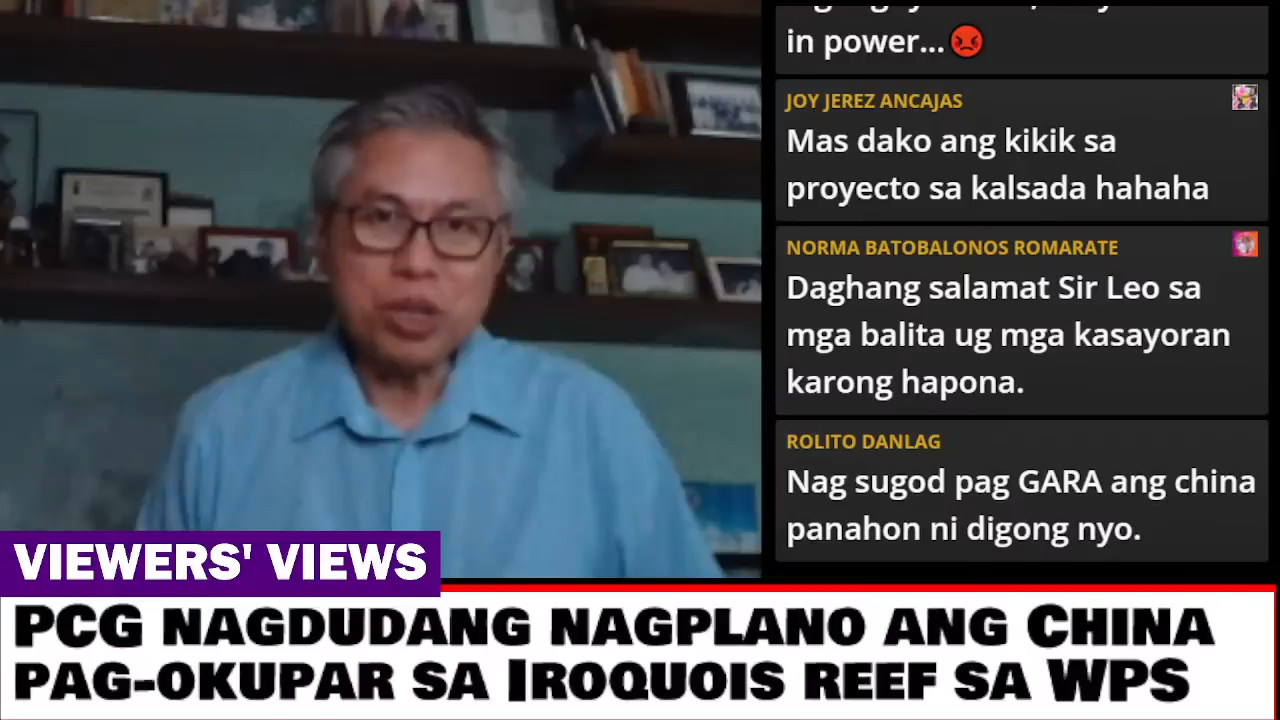 in power...
JOY JEREZ ANCAJAS
Mas dako ang kikik sa
proyecto sa kalsada hahaha
NORMA BATOBALONOS ROMARATE
Daghang salamat Sir Leo sa
mga balita ug mga kasayoran
karong hapona.
ROLITO DANLAG
Nag sugod pag GARA ang china
panahon ni digong nyo.
VIEWERS' VIEWS
PCG NAGDUDANG NAGPLANO ANG CHINA
PAG-OKUPAR SA IROQUOIS REEF SA WPS